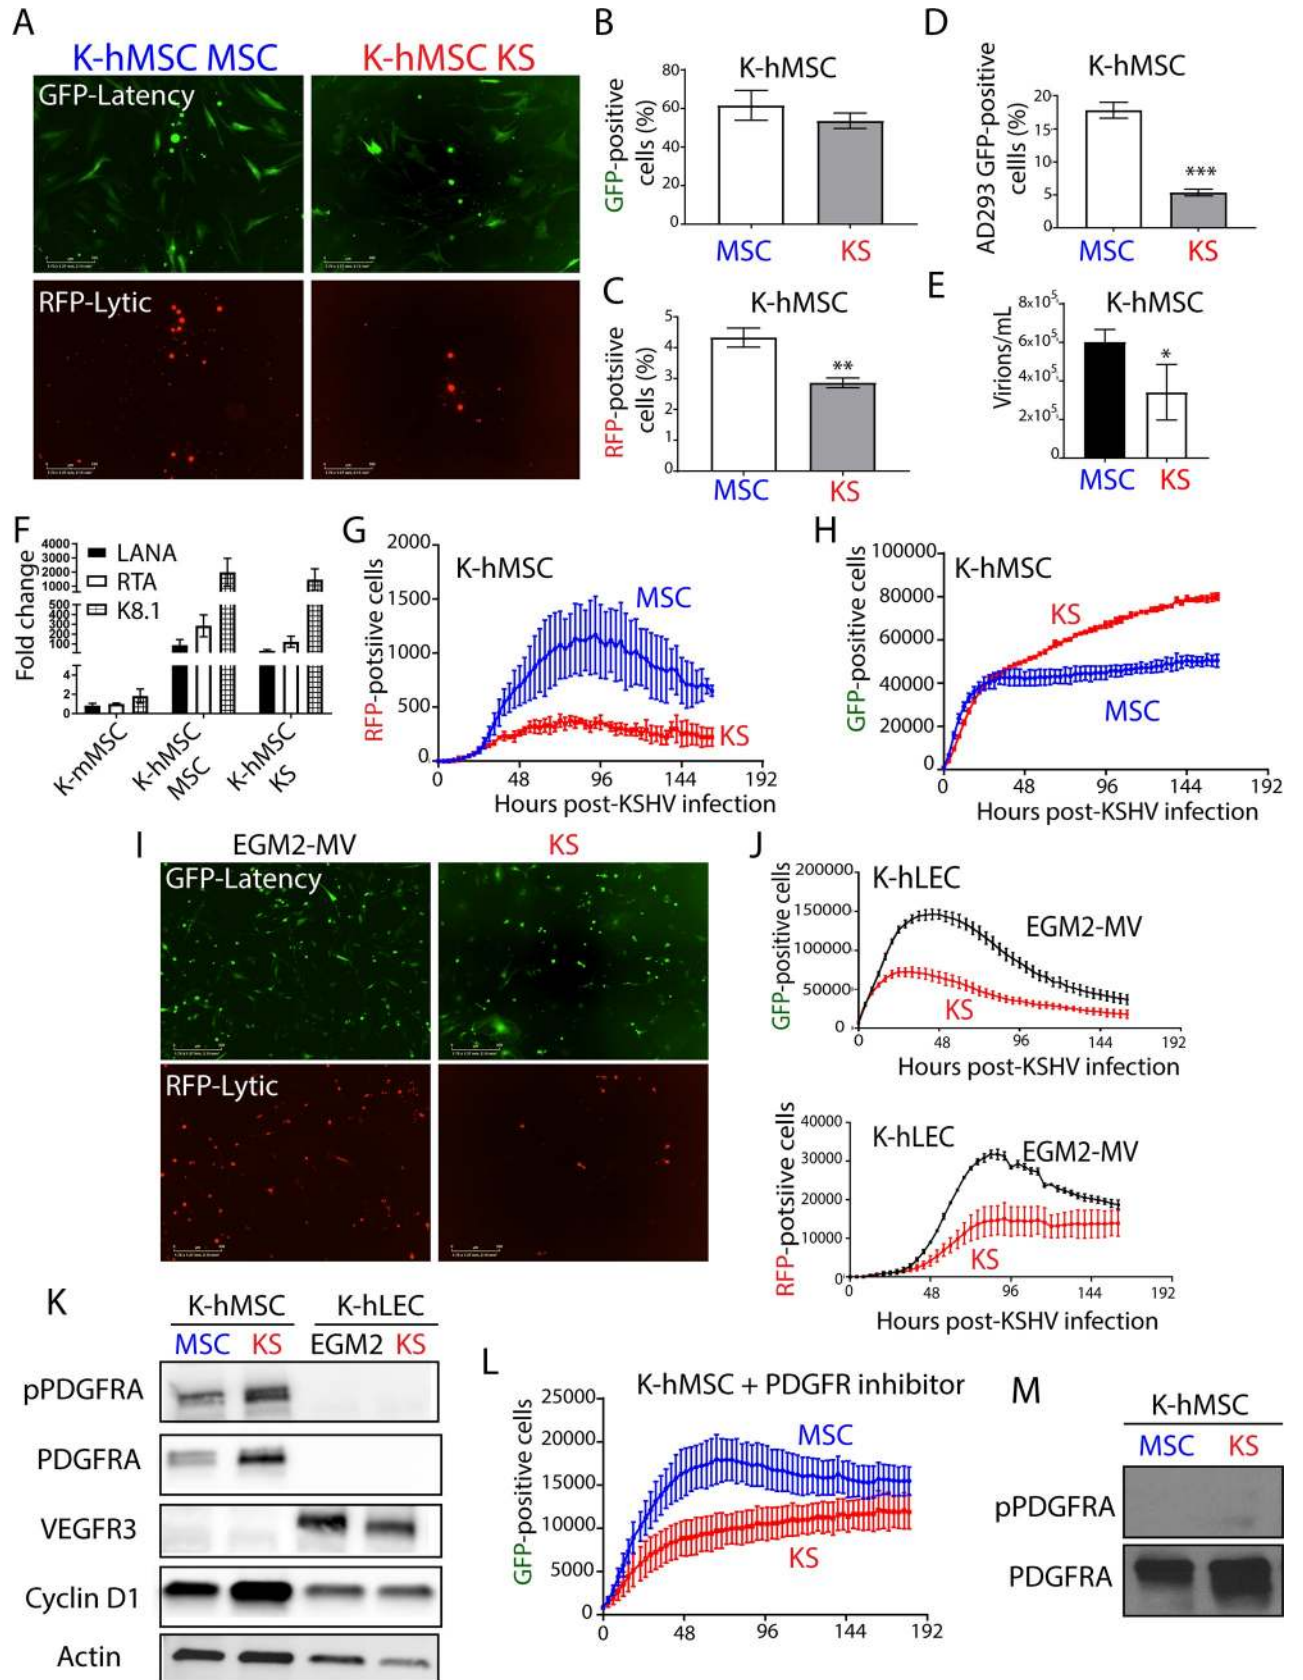 A
K-hMSC MSC
K-hMSC KS
GFP-Latency
RFP-Lytic
B
K-hMSC
GFP-positive
cells (%)
80
60
40
20
0
MSC
KS
C
K-hMSC
RFP-potsiive
cells (%)
5
4
3
2
1
0
**
MSC
KS
D
K-hMSC
AD293 GFP-positive
cellls (%)
20
15
10
5
0
***
MSC
KS
E
K-hMSC
Virions/mL
8x10⁵
6x10⁵
4x10⁵
2x10⁵
0
*
MSC
KS
F
Fold change
4000
3000
2000
1000
500
400
300
200
100
4
2
0
LANA
RTA
K8.1
K-mMSC
K-hMSC
MSC
K-hMSC
KS
G
K-hMSC
RFP-potsiive cells
2000
1500
1000
500
0
MSC
KS
0
48
96
144
192
Hours post-KSHV infection
H
K-hMSC
GFP-positive cells
100000
80000
60000
40000
20000
0
KS
MSC
0
48
96
144
192
Hours post-KSHV infection
I
EGM2-MV
KS
GFP-Latency
RFP-Lytic
J
K-hLEC
GFP-positive cells
200000
150000
100000
50000
0
EGM2-MV
KS
0
48
96
144
192
Hours post-KSHV infection
K-hLEC
RFP-potsiive cells
40000
30000
20000
10000
0
EGM2-MV
KS
0
48
96
144
192
Hours post-KSHV infection
K
K-hMSC
K-hLEC
MSC
KS
EGM2
KS
pPDGFRA
PDGFRA
VEGFR3
Cyclin D1
Actin
L
K-hMSC + PDGFR inhibitor
GFP-positive cells
25000
20000
15000
10000
5000
0
MSC
KS
0
48
96
144
192
M
K-hMSC
MSC
KS
pPDGFRA
PDGFRA